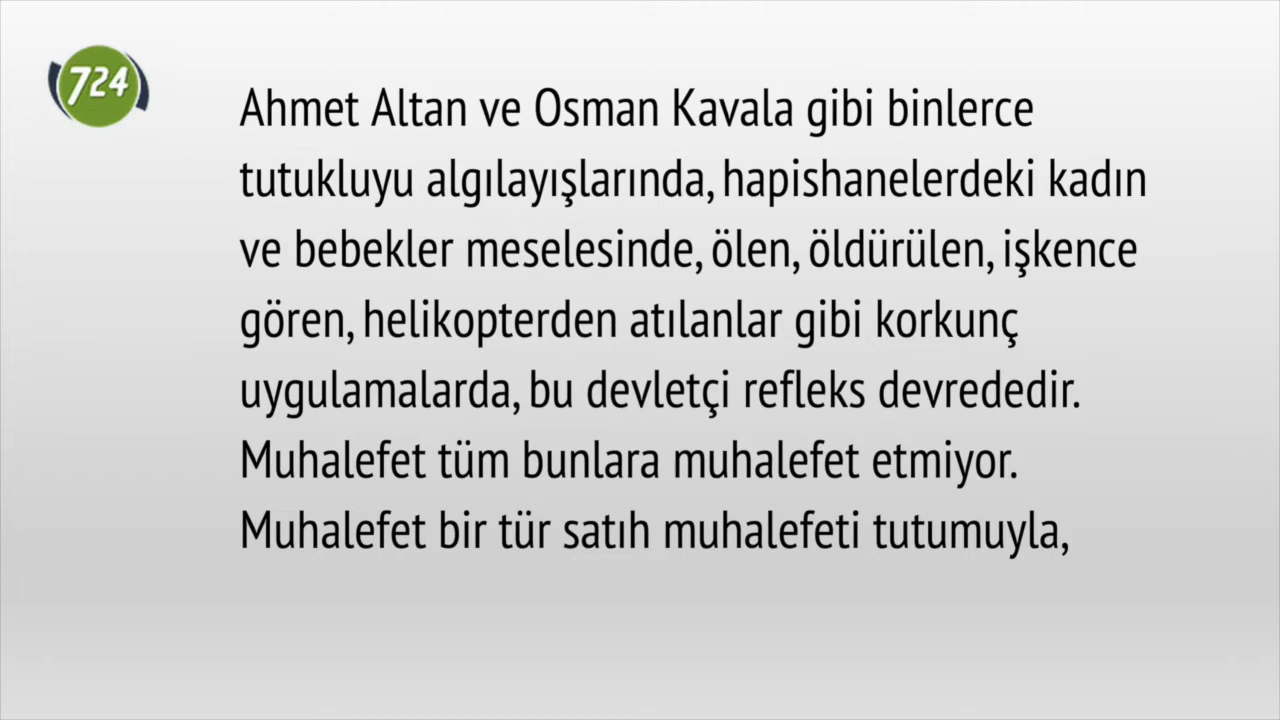 724
Ahmet Altan ve Osman Kavala gibi binlerce
tutukluyu algılayışlarında, hapishanelerdeki kadın
ve bebekler meselesinde, ölen, öldürülen, işkence
gören, helikopterden atılanlar gibi korkunç
uygulamalarda, bu devletçi refleks devrededir.
Muhalefet tüm bunlara muhalefet etmiyor.
Muhalefet bir tür satıh muhalefeti tutumuyla,